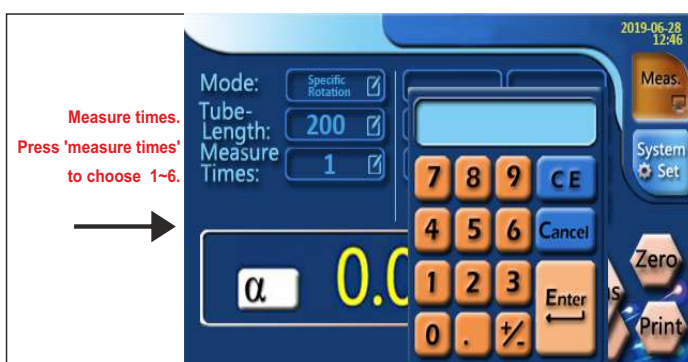 Measure times.
Press 'measure times'
to choose 1~6.
2019-06-28
12:46
Meas.
System
Set
Mode:
Specific
Rotation
Tube-
Length:
200
Measure
Times:
1
7 8 9 CE
4 5 6 Cancel
1 2 3
Enter
0 . +/-
α
0.0
Zero
Print